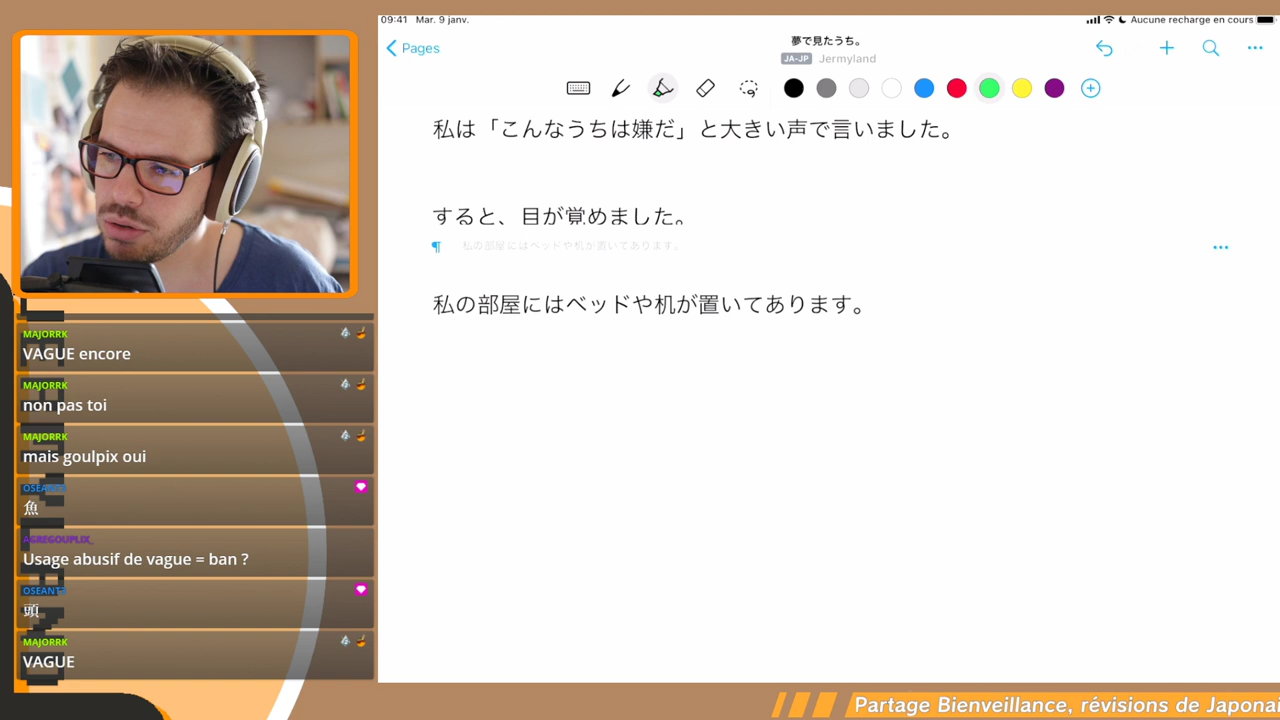 09:41 Mar. 9 janv.
Aucune recharge en cours
Pages
夢で見たうち。
JA-JP Jermyland
私は「こんなうちは嫌だ」と大きい声で言いました。
すると、目が覚めました。
私の部屋にはベッドや机が置いてあります。
私の部屋にはベッドや机が置いてあります。
MAJORRK
VAGUE encore
MAJORRK
non pas toi
MAJORRK
mais goulpix oui
魚
AGREGOUPLIX_
Usage abusif de vague = ban ?
頭
MAJORRK
VAGUE
Partage Bienveillance, révisions de Japonai